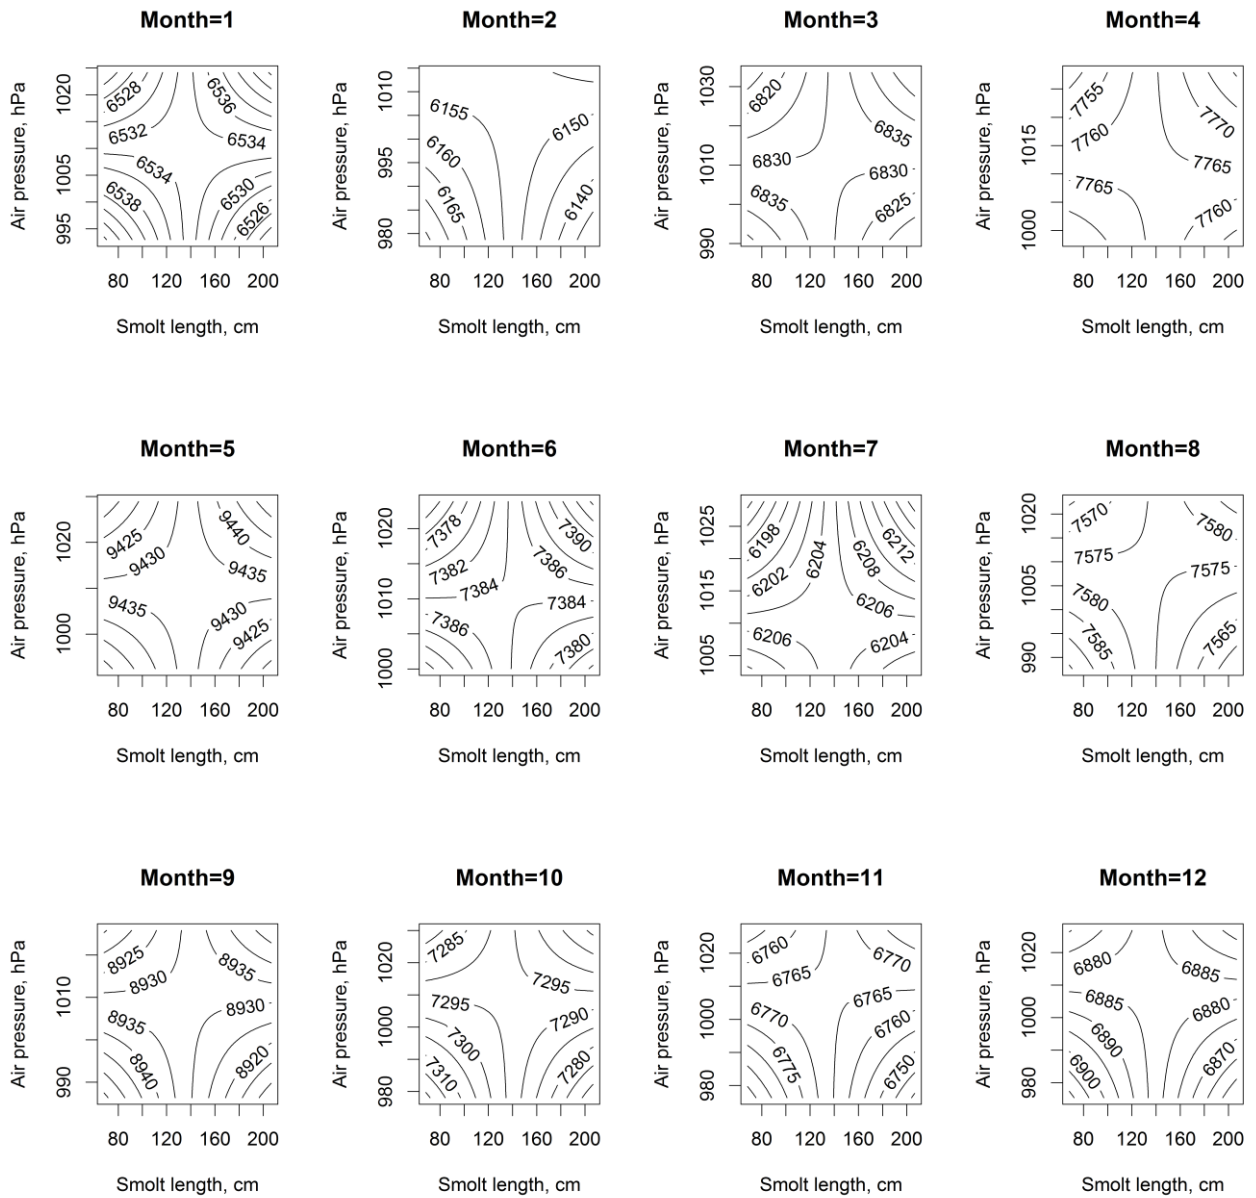 Month=1
Month=2
Month=3
Month=4
Air pressure, hPa
995 1005 1020
6528
6536
6532
6534
6534
6538
6530
6526
80 120 160 200
Smolt length, cm
Air pressure, hPa
980 995 1010
6155
6150
6160
6165
6140
80 120 160 200
Smolt length, cm
Air pressure, hPa
990 1010 1030
6820
6835
6830
6830
6835
6825
80 120 160 200
Smolt length, cm
Air pressure, hPa
1000 1015
7755
7770
7760
7765
7765
7760
80 120 160 200
Smolt length, cm
Month=5
Month=6
Month=7
Month=8
Air pressure, hPa
1000 1020
9440
9425
9430
9435
9435
9430
9425
80 120 160 200
Smolt length, cm
Air pressure, hPa
1000 1010 1020
7378
7390
7382
7386
7384
7384
7386
7380
80 120 160 200
Smolt length, cm
Air pressure, hPa
1005 1015 1025
6198
6212
6204
6208
6202
6206
6206
6204
80 120 160 200
Smolt length, cm
Air pressure, hPa
990 1005 1020
7570
7580
7575
7575
7580
7585
7565
80 120 160 200
Smolt length, cm
Month=9
Month=10
Month=11
Month=12
Air pressure, hPa
990 1010
8925
8935
8930
8930
8935
8940
8920
80 120 160 200
Smolt length, cm
Air pressure, hPa
980 1000 1020
7285
7295
7295
7290
7300
7310
7280
80 120 160 200
Smolt length, cm
Air pressure, hPa
980 1000 1020
6760
6770
6765
6765
6770
6760
6775
6750
80 120 160 200
Smolt length, cm
Air pressure, hPa
980 1000 1020
6880
6885
6885
6880
6890
6900
6870
80 120 160 200
Smolt length, cm